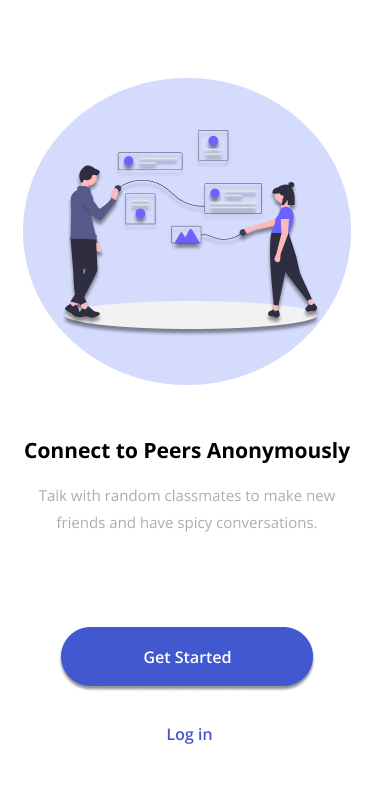 Connect to Peers Anonymously
Talk with random classmates to make new
friends and have spicy conversations.
Get Started
Log in